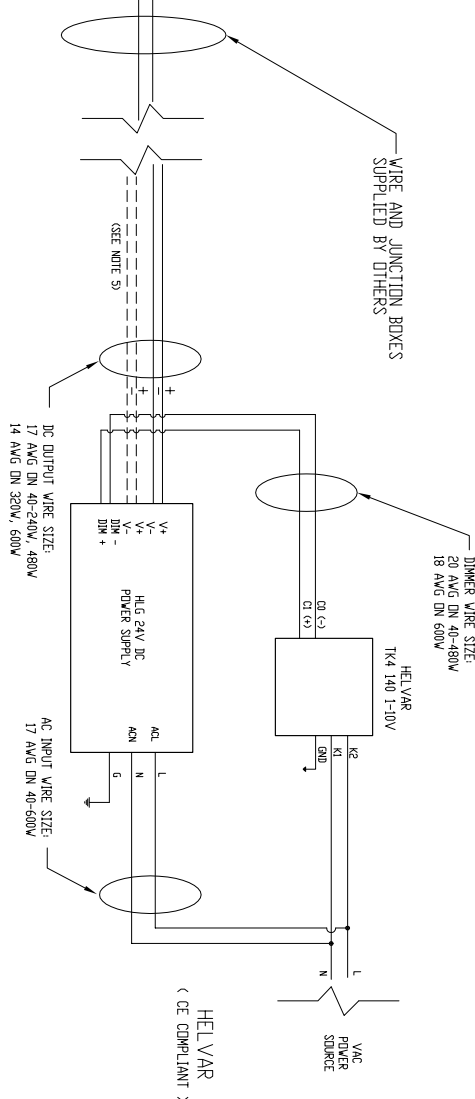 WIRE AND JUNCTION BOXES
SUPPLIED BY OTHERS
DIMMER WIRE SIZE:
20 AWG ON 40-480W
18 AWG ON 600W
(SEE NOTE 5)
+
-
+
-
C0 (-)
C1 (+)
HELVAR
TK4 140 1-10V
K2
K1
GND
L
N
VAC
POWER
SOURCE
V+
V-
V+
V-
DIM -
DIM +
HLG 24V DC
POWER SUPPLY
ACL
ACN
L
N
G
DC OUTPUT WIRE SIZE:
17 AWG ON 40-240W, 480W
14 AWG ON 320W, 600W
AC INPUT WIRE SIZE:
17 AWG ON 40-600W
HELVAR
( CE COMPLIANT )